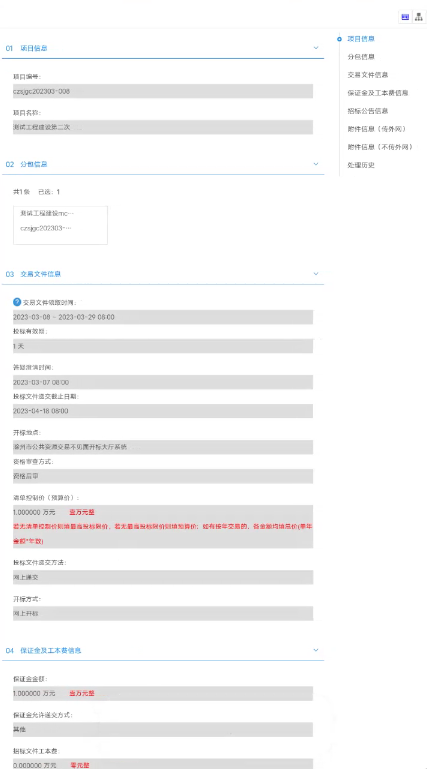 01 项目信息
项目编号:
czsjgc202303-008
项目名称:
测试工程建设第二次
02 分包信息
共1条 已选: 1
测试工程建设mc…
czsjgc202303-…
03 交易文件信息
交易文件领取时间:
2023-03-08 ~ 2023-03-29 08:00
投标有效期:
1 天
答疑澄清时间:
2023-03-07 08:00
投标文件递交截止日期:
2023-04-18 08:00
开标地点:
滁州市公共资源交易不见面开标大厅系统
资格审查方式:
资格后审
清单控制价(预算价):
1.000000 万元 壹万元整
若无清单控制价则填最高投标限价，若无最高投标限价则填预算价；如有按年交易的，低金额均填总价(单年
金额*年数)
投标文件递交方法:
网上递交
开标方式:
网上开标
04 保证金及工本费信息
保证金金额:
1.000000 万元 壹万元整
保证金允许递交方式:
其他
招标文件工本费:
0.000000 万元 零元整
项目信息
分包信息
交易文件信息
保证金及工本费信息
招标公告信息
附件信息（传外网）
附件信息（不传外网）
处理历史